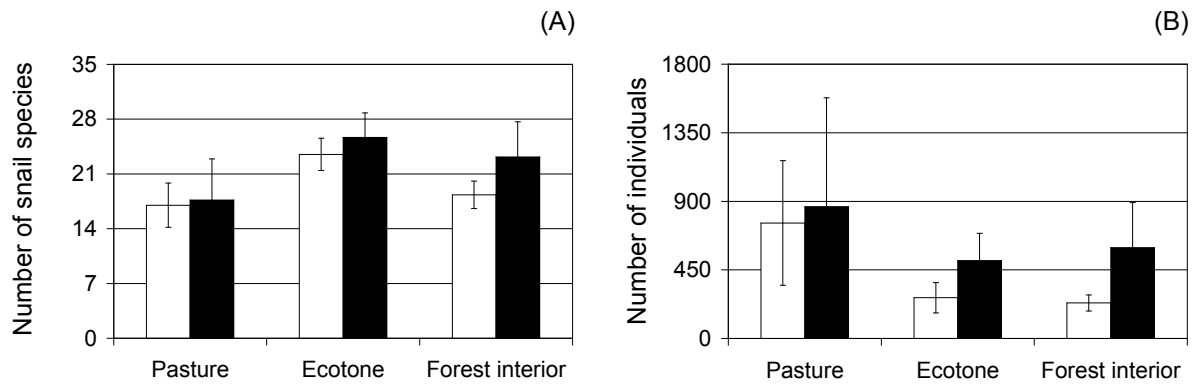 (A)
Number of snail species
35
28
21
14
7
0
Pasture Ecotone Forest interior
(B)
Number of individuals
1800
1350
900
450
0
Pasture Ecotone Forest interior